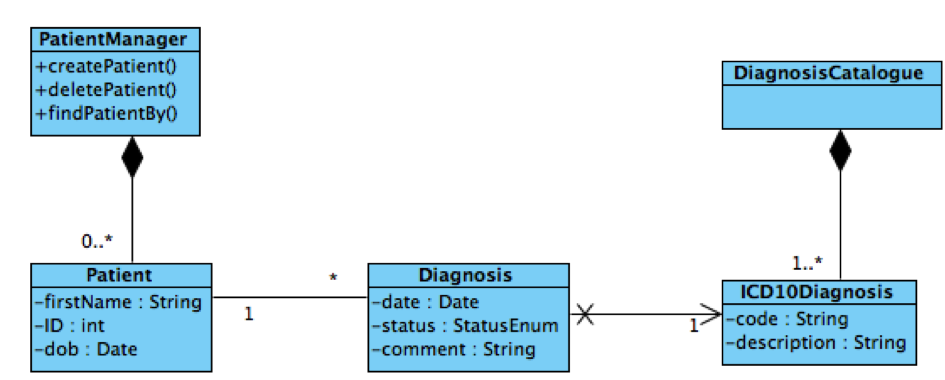 PatientManager
+createPatient()
+deletePatient()
+findPatientBy()
DiagnosisCatalogue
0..*
1..*
Patient
-firstName : String
-ID : int
-dob : Date
1
*
Diagnosis
-date : Date
-status : StatusEnum
-comment : String
1
ICD10Diagnosis
-code : String
-description : String